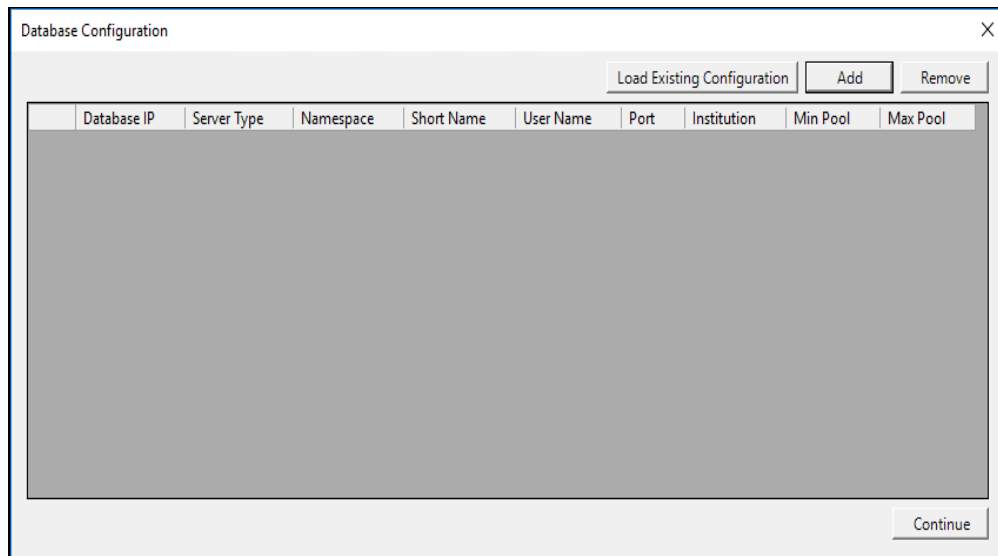 Database Configuration
Load Existing Configuration Add Remove
Database IP Server Type Namespace Short Name User Name Port Institution Min Pool Max Pool
Continue